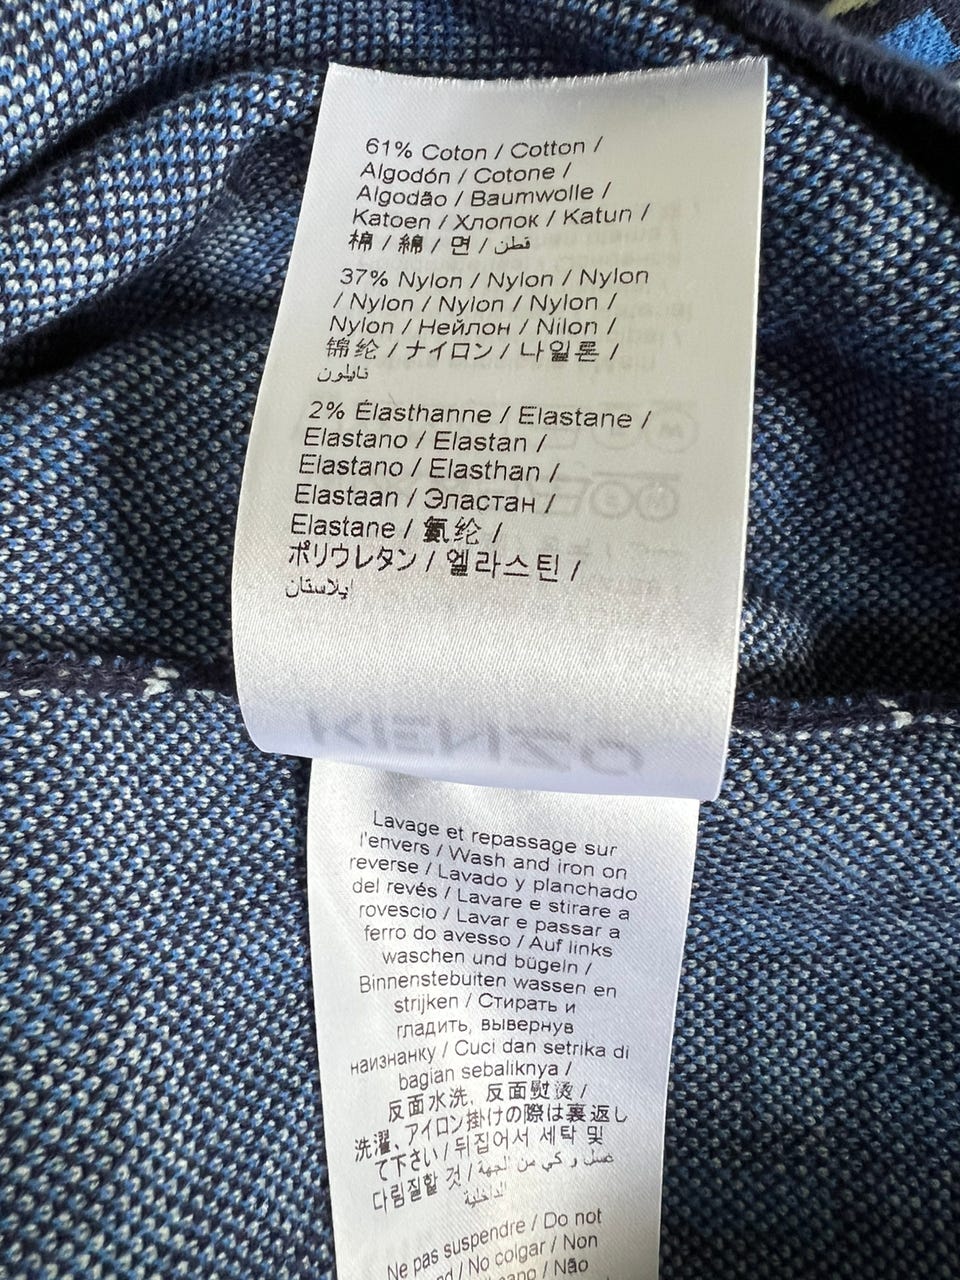 61% Coton / Cotton /
Algodón / Cotone /
Algodão / Baumwolle /
Katoen / Хлопок / Katun /
棉 / 綿 / 면 / قطن
37% Nylon / Nylon / Nylon
/ Nylon / Nylon / Nylon /
Nylon / Нейлон / Nilon /
锦纶 / ナイロン / 나일론 /
نايلون
2% Élasthanne / Elastane /
Elastano / Elastan /
Elastano / Elasthan /
Elastaan / Эластан /
Elastane / 氨纶 /
ポリウレタン / 엘라스틴 /
ايلاستان
KENZO
Lavage et repassage sur
l'envers / Wash and iron on
reverse / Lavado y planchado
del revés / Lavare e stirare a
rovescio / Lavar e passar a
ferro do avesso / Auf links
waschen und bügeln /
Binnenstebuiten wassen en
strijken / Стирать и
гладить, вывернув
наизнанку / Cuci dan setrika di
bagian sebaliknya /
反面水洗, 反面熨烫 /
洗濯、アイロン掛けの際は裏返し
て下さい / 뒤집어서 세탁 및
다림질할 것 / غسل و كي من الجهة
الداخلية
Ne pas suspendre / Do not
/ No colgar / Non
/ Não